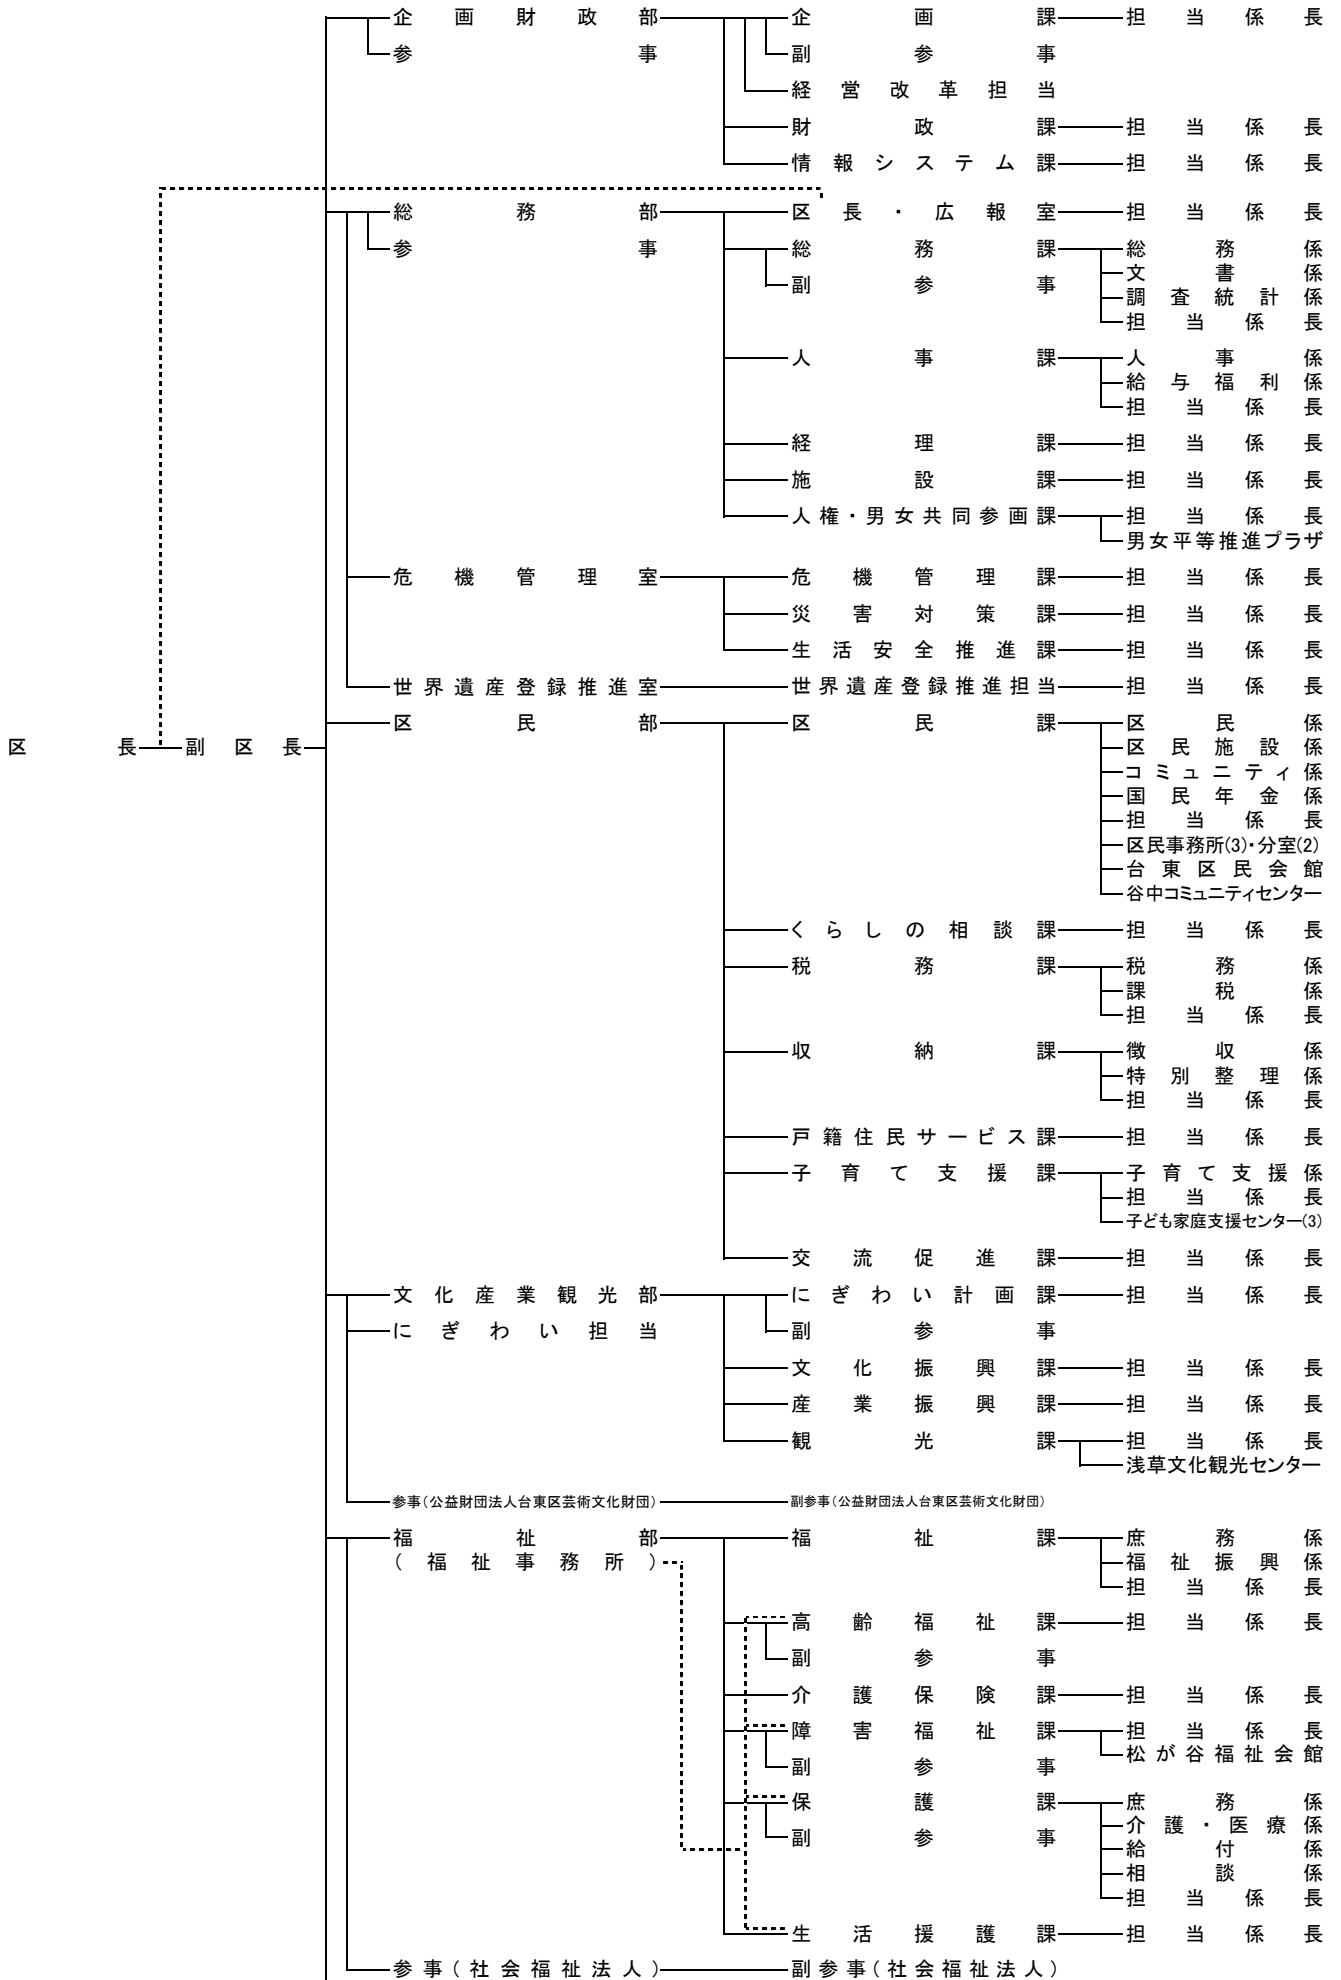 企画財政部 企画課 担当係長
参事 副参事
経営改革担当
財政課 担当係長
情報システム課 担当係長
総務部 区長・広報室 担当係長
参事 総務課 総務係
文書係
副参事
調査統計係
担当係長
人事課 人事係
給与福利係
担当係長
経理課 担当係長
施設課 担当係長
人権・男女共同参画課 担当係長
男女平等推進プラザ
危機管理室 危機管理課 担当係長
災害対策課 担当係長
生活安全推進課 担当係長
世界遺産登録推進室 世界遺産登録推進担当 担当係長
区民部 区民課 区民係
区長 副区長 区民施設係
コミュニティ係
国民年金係
担当係長
区民事務所(3)・分室(2)
台東区民会館
谷中コミュニティセンター
くらしの相談課 担当係長
税務課 税務係
課税係
担当係長
収納課 徴収係
特別整理係
担当係長
戸籍住民サービス課 担当係長
子育て支援課 子育て支援係
担当係長
子ども家庭支援センター(3)
交流促進課 担当係長
文化産業観光部 にぎわい計画課 担当係長
にぎわい担当 副参事
文化振興課 担当係長
産業振興課 担当係長
観光課 担当係長
浅草文化観光センター
参事(公益財団法人台東区芸術文化財団) 副参事(公益財団法人台東区芸術文化財団)
福祉部 福祉課 庶務係
(福祉事務所) 福祉振興係
担当係長
高齢福祉課 担当係長
副参事
介護保険課 担当係長
障害福祉課 担当係長
松が谷福祉会館
副参事
保護課 庶務係
介護・医療係
副参事
給付係
相談係
担当係長
生活援護課 担当係長
参事(社会福祉法人) 副参事(社会福祉法人)